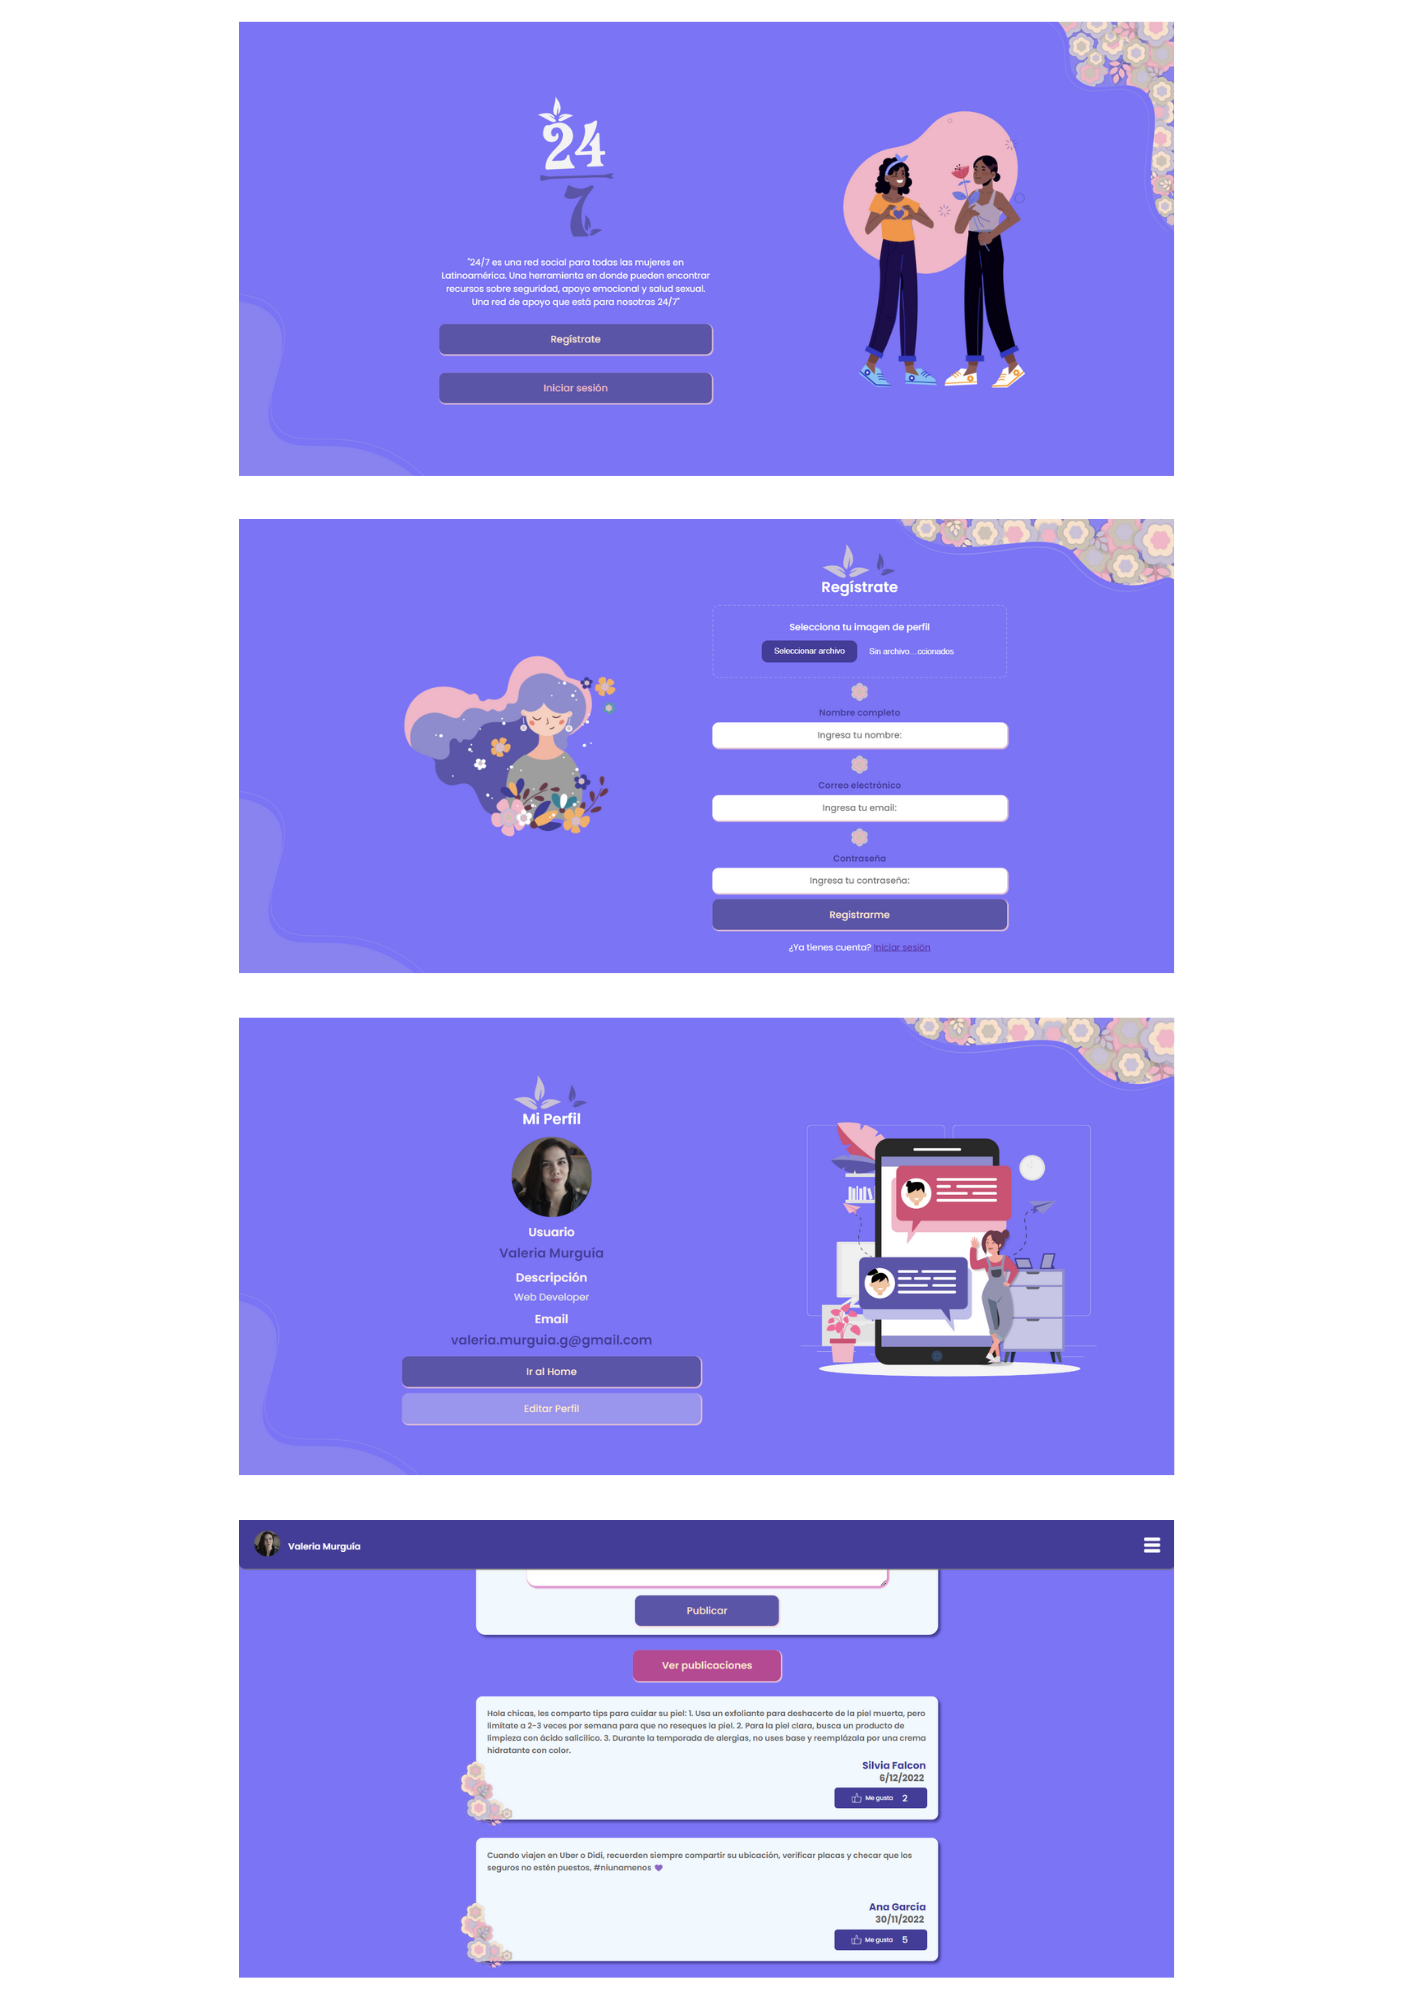 24
7
"24/7 es una red social para todas las mujeres en
Latinoamérica. Una herramienta en donde pueden encontrar
recursos sobre seguridad, apoyo emocional y salud sexual.
Una red de apoyo que está para nosotras 24/7"
Regístrate
Iniciar sesión
Regístrate
Selecciona tu imagen de perfil
Seleccionar archivo Sin archivo...ccionados
Nombre completo
Ingresa tu nombre:
Correo electrónico
Ingresa tu email:
Contraseña
Ingresa tu contraseña:
Registrarme
¿Ya tienes cuenta? Iniciar sesión
Mi Perfil
Usuario
Valeria Murguía
Descripción
Web Developer
Email
valeria.murguia.g@gmail.com
Ir al Home
Editar Perfil
Valeria Murguía
Publicar
Ver publicaciones
Hola chicas, les comparto tips para cuidar su piel: 1. Usa un exfoliante para deshacerte de la piel muerta, pero
limítate a 2-3 veces por semana para que no reseques la piel. 2. Para la piel clara, busca un producto de
limpieza con ácido salicílico. 3. Durante la temporada de alergias, no uses base y reemplázala por una crema
hidratante con color.
Silvia Falcon
6/12/2022
Me gusta 2
Cuando viajen en Uber o Didi, recuerden siempre compartir su ubicación, verificar placas y checar que los
seguros no estén puestos, #niunamenos 💜
Ana García
30/11/2022
Me gusta 5